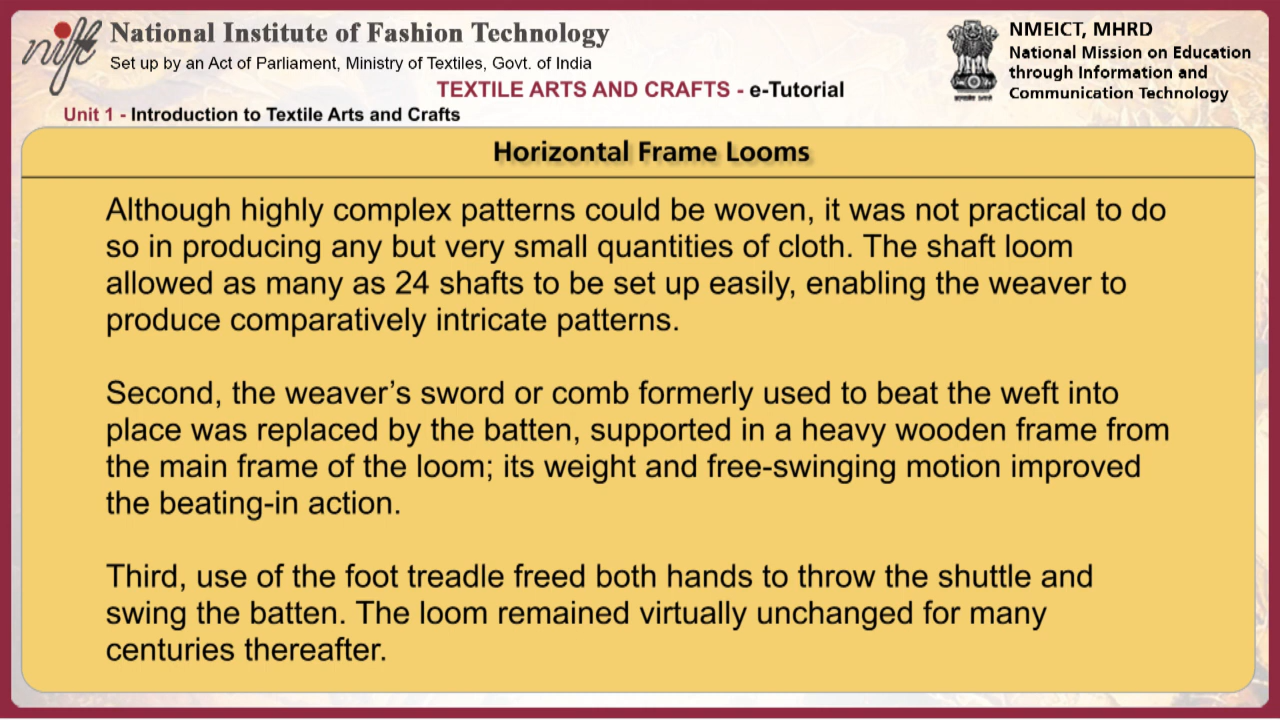 nift
National Institute of Fashion Technology
Set up by an Act of Parliament, Ministry of Textiles, Govt. of India
NMEICT, MHRD
National Mission on Education
through Information and
Communication Technology
TEXTILE ARTS AND CRAFTS - e-Tutorial
Unit 1 - Introduction to Textile Arts and Crafts
Horizontal Frame Looms
Although highly complex patterns could be woven, it was not practical to do
so in producing any but very small quantities of cloth. The shaft loom
allowed as many as 24 shafts to be set up easily, enabling the weaver to
produce comparatively intricate patterns.
Second, the weaver’s sword or comb formerly used to beat the weft into
place was replaced by the batten, supported in a heavy wooden frame from
the main frame of the loom; its weight and free-swinging motion improved
the beating-in action.
Third, use of the foot treadle freed both hands to throw the shuttle and
swing the batten. The loom remained virtually unchanged for many
centuries thereafter.